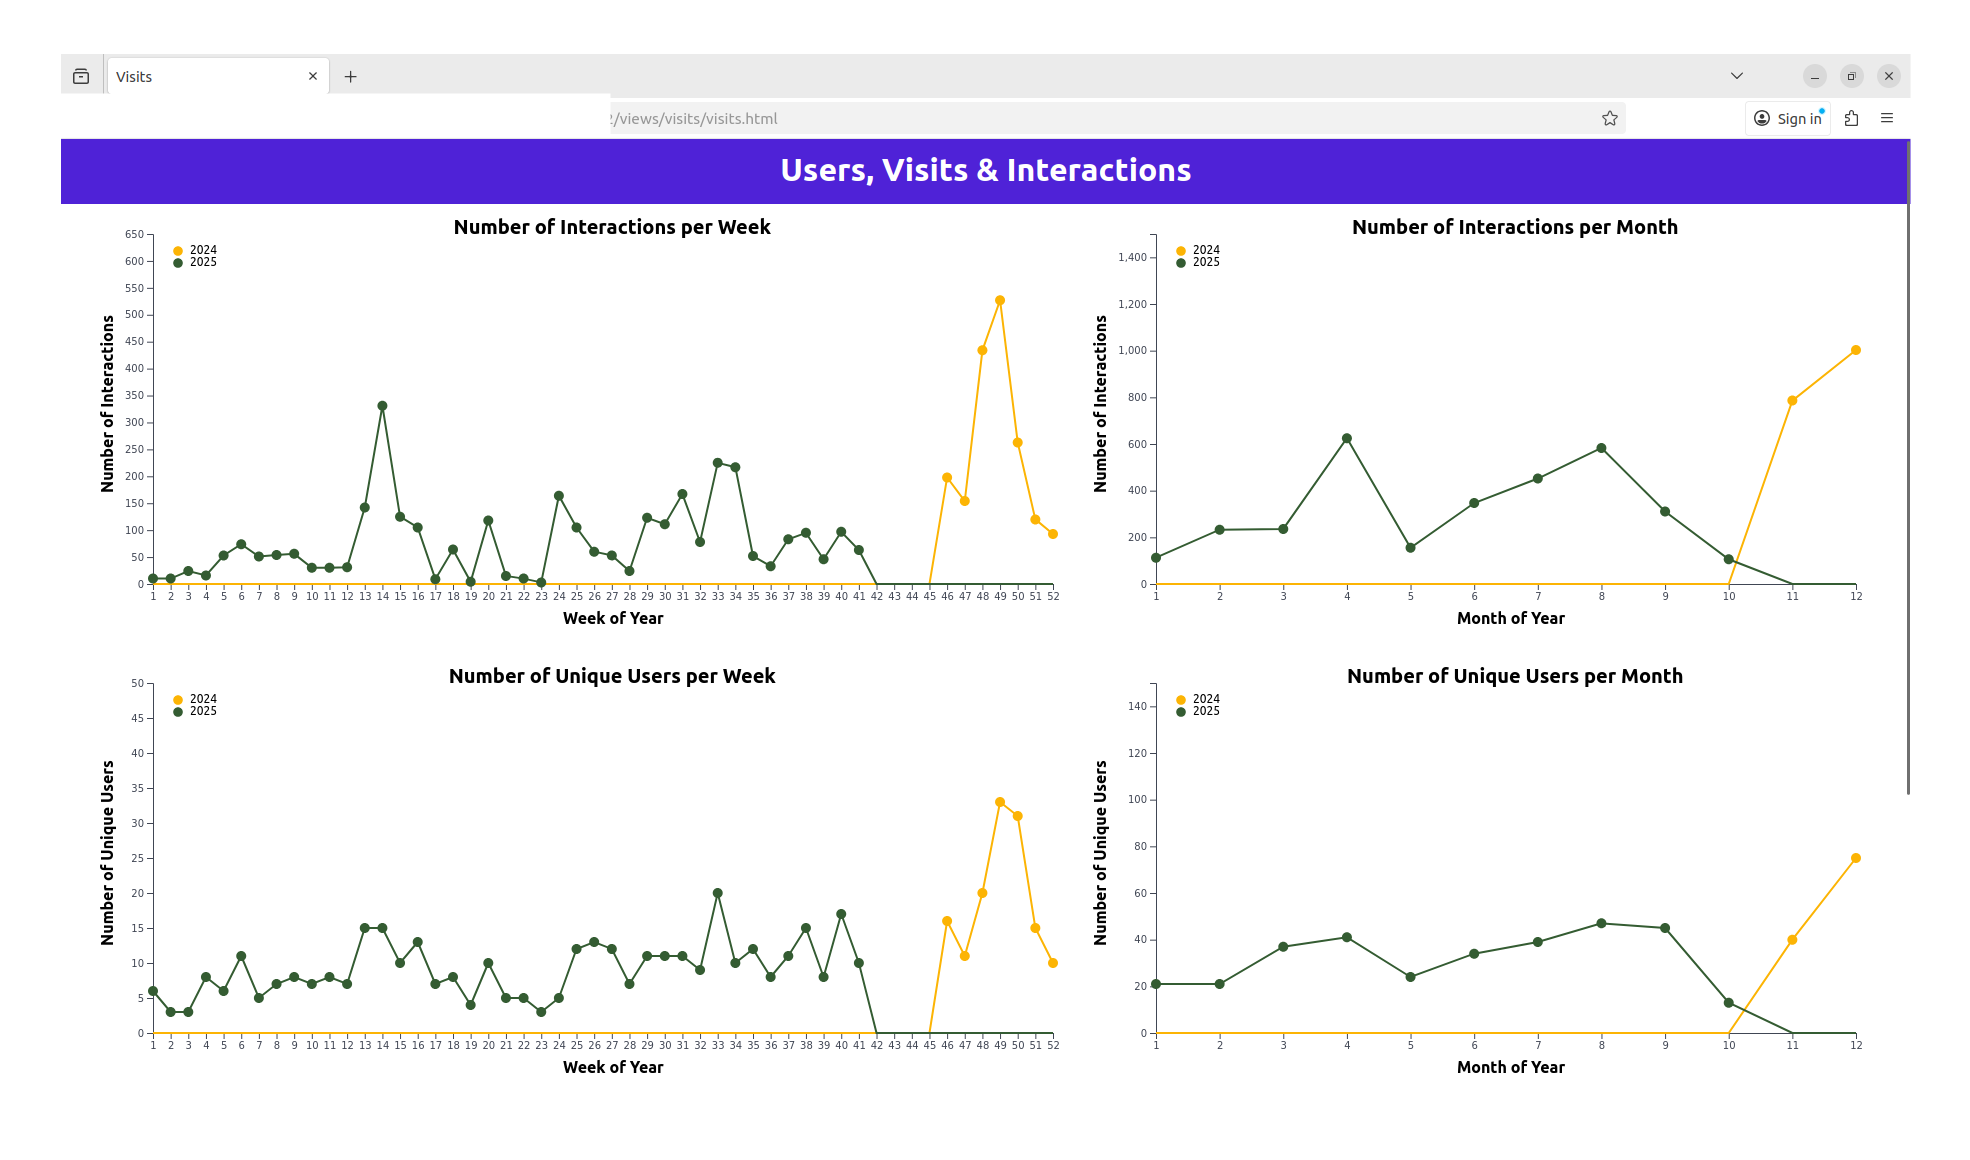 Visits
/views/visits/visits.html
Sign in
Users, Visits & Interactions
Number of Interactions per Week
2024
2025
Number of Interactions
650
600
550
500
450
400
350
300
250
200
150
100
50
0
1 2 3 4 5 6 7 8 9 10 11 12 13 14 15 16 17 18 19 20 21 22 23 24 25 26 27 28 29 30 31 32 33 34 35 36 37 38 39 40 41 42 43 44 45 46 47 48 49 50 51 52
Week of Year
Number of Interactions per Month
2024
2025
Number of Interactions
1,400
1,200
1,000
800
600
400
200
0
1 2 3 4 5 6 7 8 9 10 11 12
Month of Year
Number of Unique Users per Week
2024
2025
Number of Unique Users
50
45
40
35
30
25
20
15
10
5
0
1 2 3 4 5 6 7 8 9 10 11 12 13 14 15 16 17 18 19 20 21 22 23 24 25 26 27 28 29 30 31 32 33 34 35 36 37 38 39 40 41 42 43 44 45 46 47 48 49 50 51 52
Week of Year
Number of Unique Users per Month
2024
2025
Number of Unique Users
140
120
100
80
60
40
20
0
1 2 3 4 5 6 7 8 9 10 11 12
Month of Year